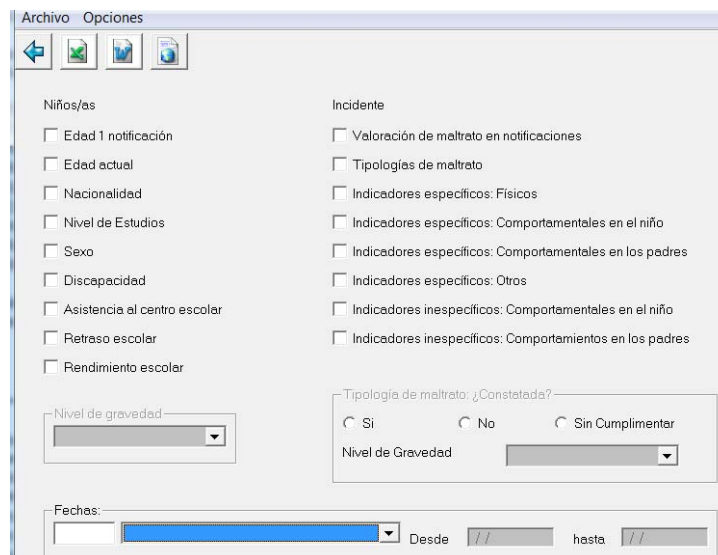 Archivo Opciones
Niños/as
Edad 1 notificación
Edad actual
Nacionalidad
Nivel de Estudios
Sexo
Discapacidad
Asistencia al centro escolar
Retraso escolar
Rendimiento escolar
Nivel de gravedad
Incidente
Valoración de maltrato en notificaciones
Tipologías de maltrato
Indicadores específicos: Físicos
Indicadores específicos: Comportamentales en el niño
Indicadores específicos: Comportamentales en los padres
Indicadores específicos: Otros
Indicadores inespecíficos: Comportamentales en el niño
Indicadores inespecíficos: Comportamientos en los padres
Tipología de maltrato: ¿Constatada?
Si No Sin Cumplimentar
Nivel de Gravedad
Fechas:
Desde / / hasta / /